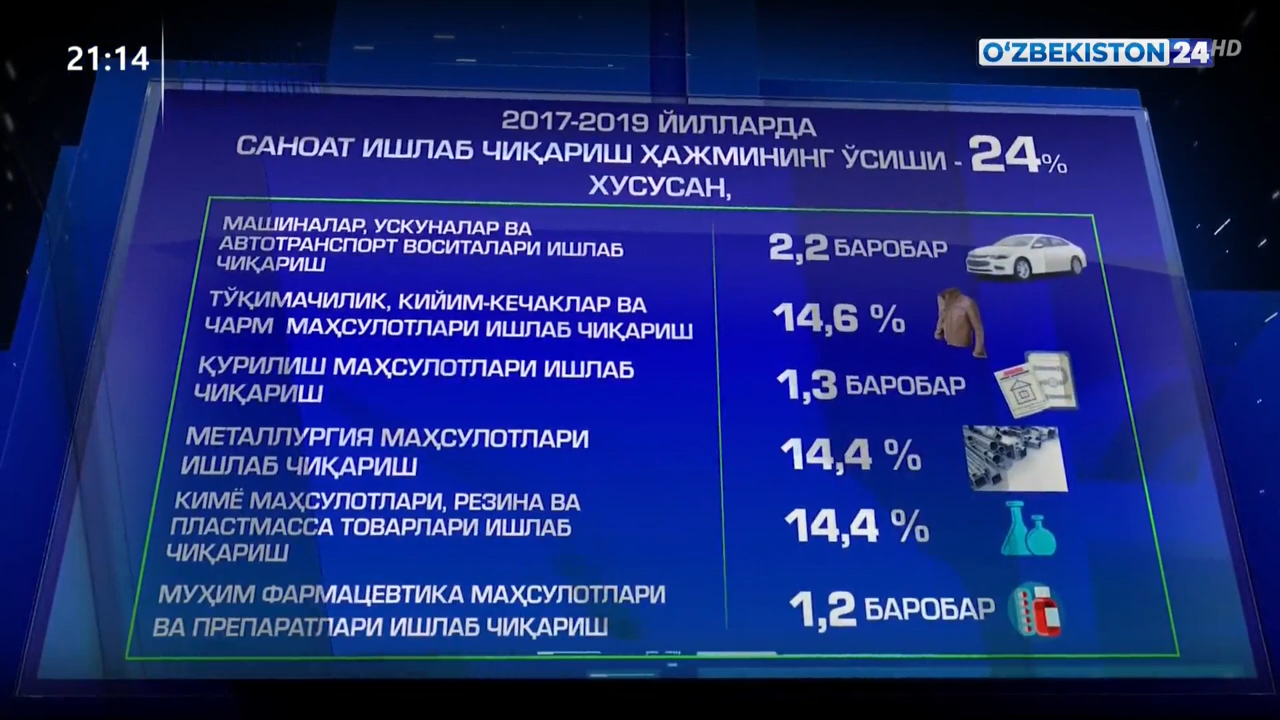 21:14
O‘ZBEKISTON 24 HD
2017-2019 ЙИЛЛАРДА
САНОАТ ИШЛАБ ЧИҚАРИШ ҲАЖМИНИНГ ЎСИШИ - 24%
ХУСУСАН,
МАШИНАЛАР, УСКУНАЛАР ВА
АВТОТРАНСПОРТ ВОСИТАЛАРИ ИШЛАБ
ЧИҚАРИШ
2,2 БАРОБАР
ТЎҚИМАЧИЛИК, КИЙИМ-КЕЧАКЛАР ВА
ЧАРМ МАҲСУЛОТЛАРИ ИШЛАБ ЧИҚАРИШ
14,6 %
ҚУРИЛИШ МАҲСУЛОТЛАРИ ИШЛАБ
ЧИҚАРИШ
1,3 БАРОБАР
МЕТАЛЛУРГИЯ МАҲСУЛОТЛАРИ
ИШЛАБ ЧИҚАРИШ
14,4 %
КИМЁ МАҲСУЛОТЛАРИ, РЕЗИНА ВА
ПЛАСТМАССА ТОВАРЛАРИ ИШЛАБ
ЧИҚАРИШ
14,4 %
МУҲИМ ФАРМАЦЕВТИКА МАҲСУЛОТЛАРИ
ВА ПРЕПАРАТЛАРИ ИШЛАБ ЧИҚАРИШ
1,2 БАРОБАР